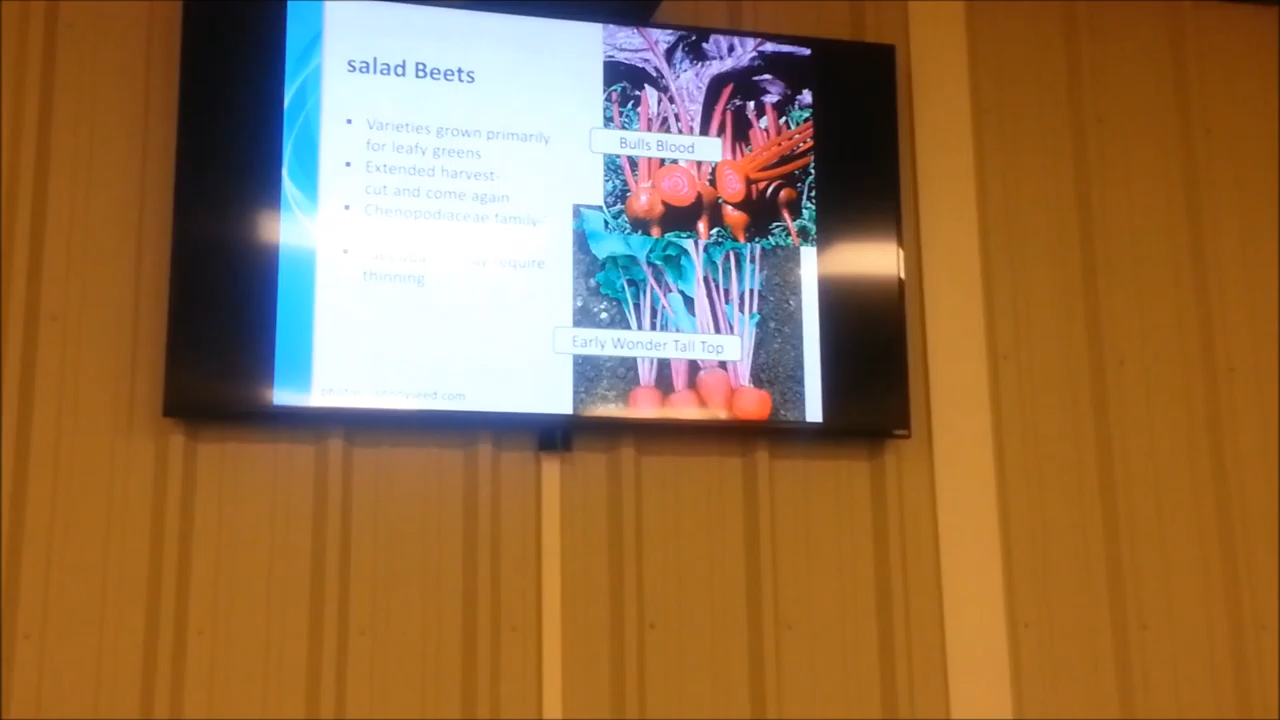 salad Beets
Varieties grown primarily
for leafy greens
Extended harvest-
cut and come again
Chenopodiaceae family-
require
thinning
Bulls Blood
Early Wonder Tall Top